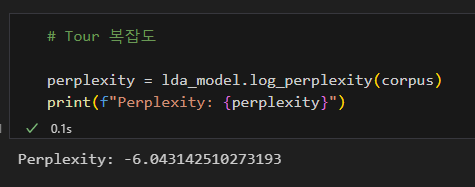 # Tour 복잡도
perplexity = lda_model.log_perplexity(corpus)
print(f"Perplexity: {perplexity}")
0.1s
Perplexity: -6.043142510273193